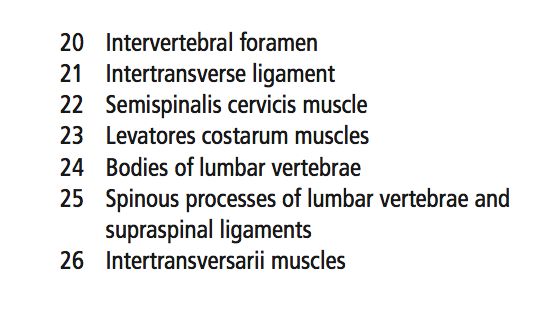 20 Intervertebral foramen
21 Intertransverse ligament
22 Semispinalis cervicis muscle
23 Levatores costarum muscles
24 Bodies of lumbar vertebrae
25 Spinous processes of lumbar vertebrae and
supraspinal ligaments
26 Intertransversarii muscles